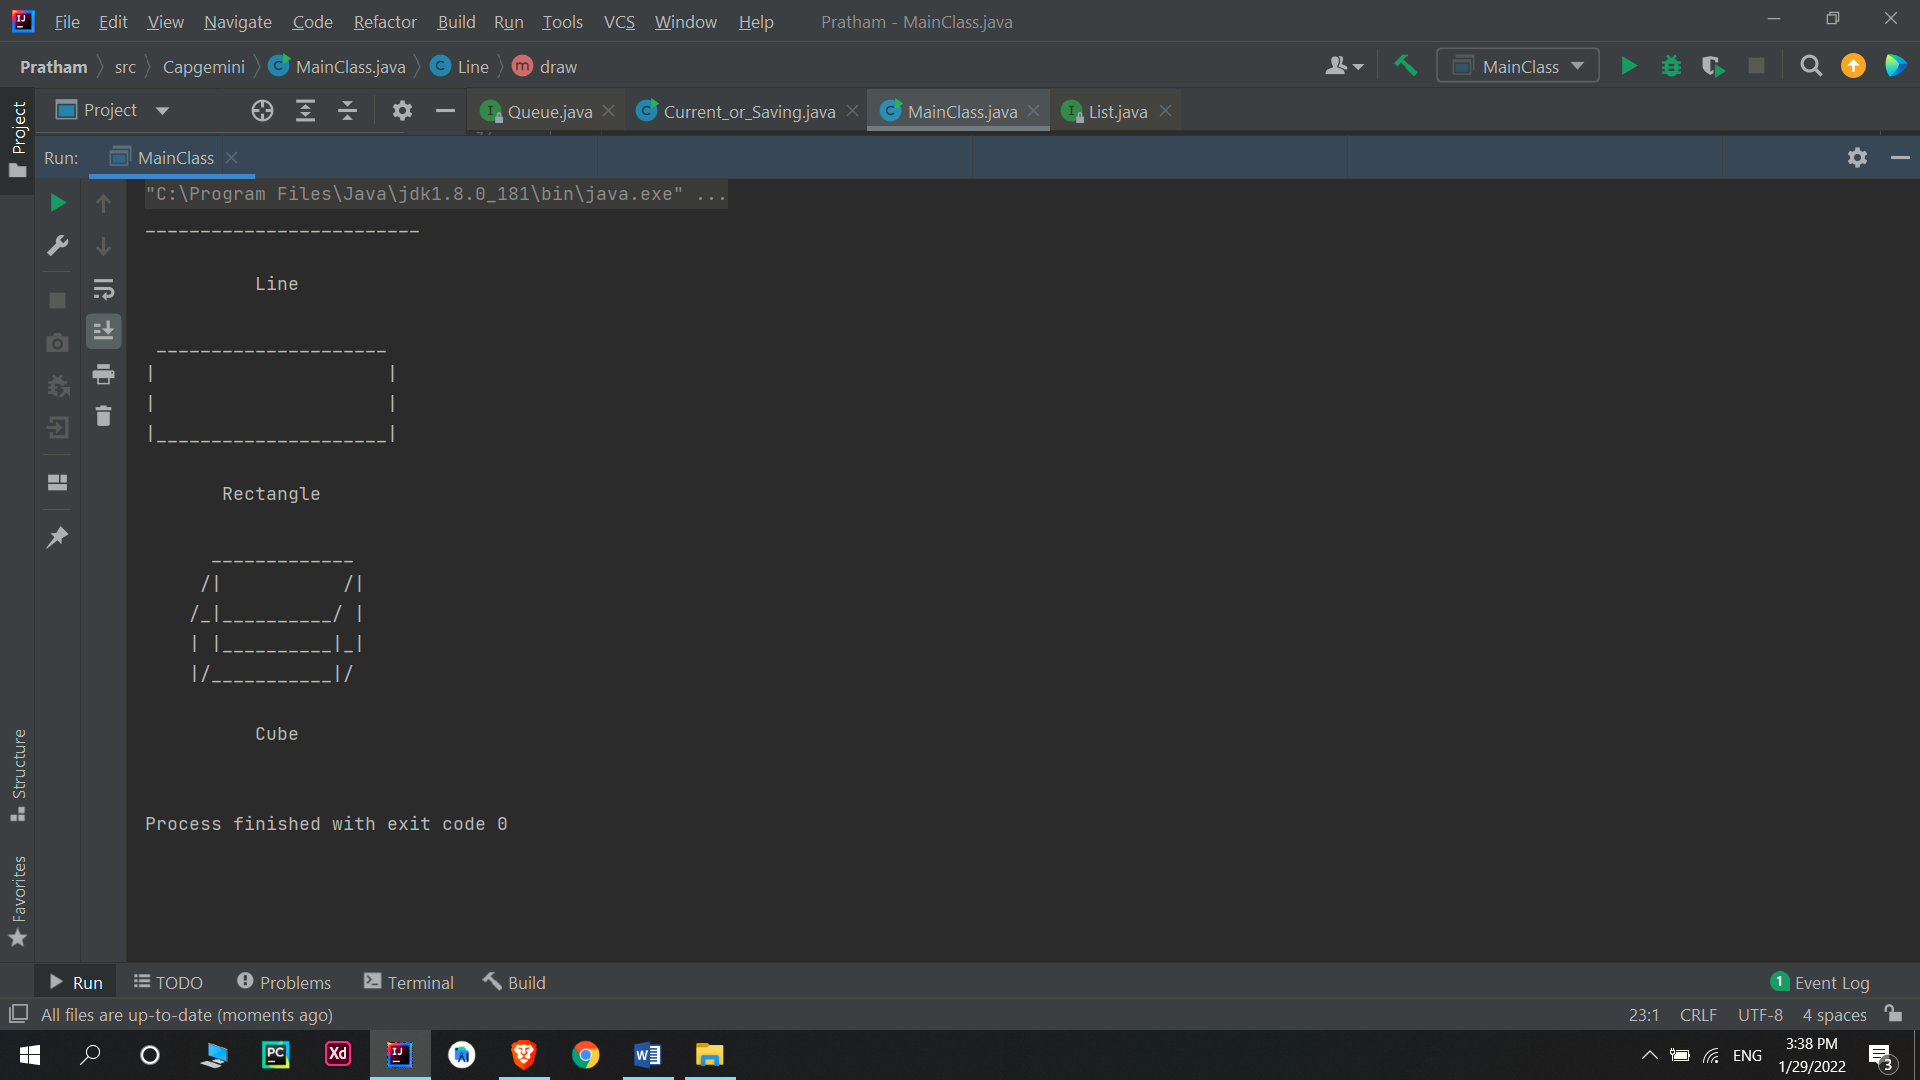 File Edit View Navigate Code Refactor Build Run Tools VCS Window Help Pratham - MainClass.java
Pratham src Capgemini MainClass.java Line draw MainClass
Project Queue.java Current_or_Saving.java MainClass.java List.java
Project
Run: MainClass
"C:\Program Files\Java\jdk1.8.0_181\bin\java.exe" ...
-------------------------
Line
 ---------------------
|                     |
|                     |
|_____________________|
Rectangle
      _____________
     /|           /|
    /_|__________/ |
    | |__________|_|
    |/___________|/
Cube
Process finished with exit code 0
Structure
Favorites
Run TODO Problems Terminal Build 1 Event Log
All files are up-to-date (moments ago) 23:1 CRLF UTF-8 4 spaces
PC Xd IJ W ENG 3:38 PM
1/29/2022 3